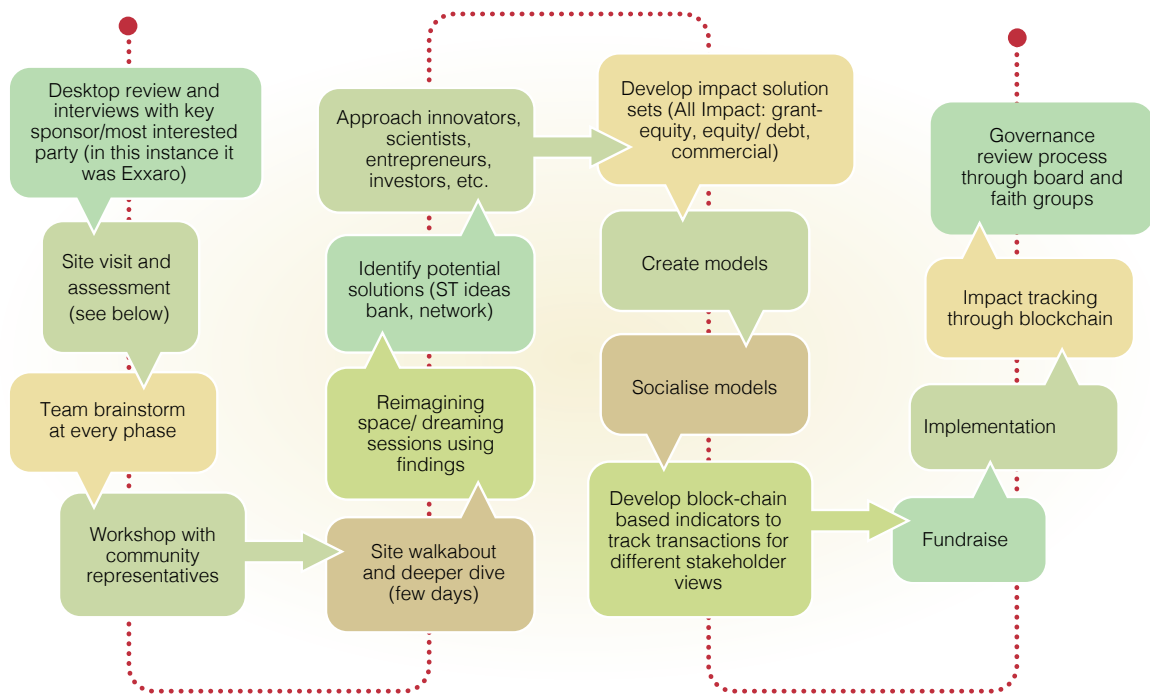 Desktop review and
interviews with key
sponsor/most interested
party (in this instance it
was Exxaro)
Site visit and
assessment
(see below)
Team brainstorm
at every phase
Workshop with
community
representatives
Site walkabout
and deeper dive
(few days)
Reimagining
space/ dreaming
sessions using
findings
Identify potential
solutions (ST ideas
bank, network)
Approach innovators,
scientists,
entrepreneurs,
investors, etc.
Develop impact solution
sets (All Impact: grant-
equity, equity/ debt,
commercial)
Create models
Socialise models
Develop block-chain
based indicators to
track transactions for
different stakeholder
views
Fundraise
Implementation
Impact tracking
through blockchain
Governance
review process
through board and
faith groups